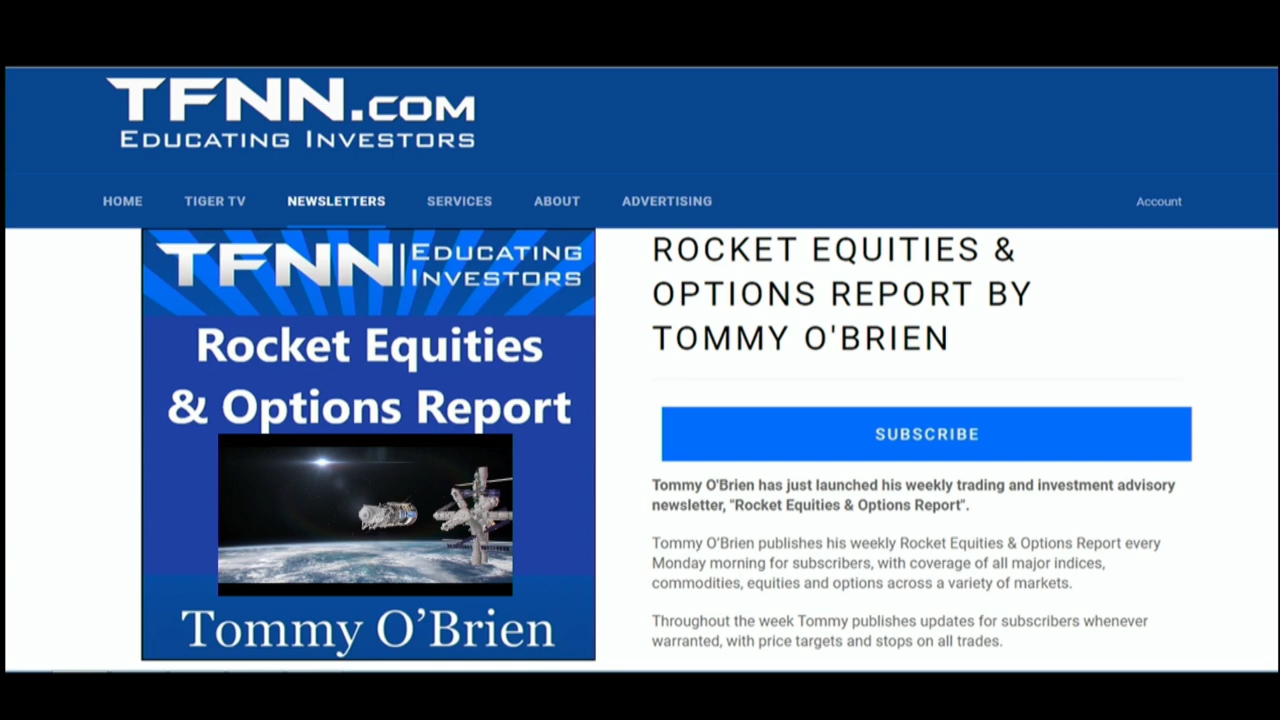 TFNN.COM
EDUCATING INVESTORS
HOME TIGER TV NEWSLETTERS SERVICES ABOUT ADVERTISING Account
TFNN EDUCATING
INVESTORS
Rocket Equities
& Options Report
Tommy O’Brien
ROCKET EQUITIES &
OPTIONS REPORT BY
TOMMY O'BRIEN
SUBSCRIBE
Tommy O'Brien has just launched his weekly trading and investment advisory
newsletter, "Rocket Equities & Options Report".
Tommy O’Brien publishes his weekly Rocket Equities & Options Report every
Monday morning for subscribers, with coverage of all major indices,
commodities, equities and options across a variety of markets.
Throughout the week Tommy publishes updates for subscribers whenever
warranted, with price targets and stops on all trades.